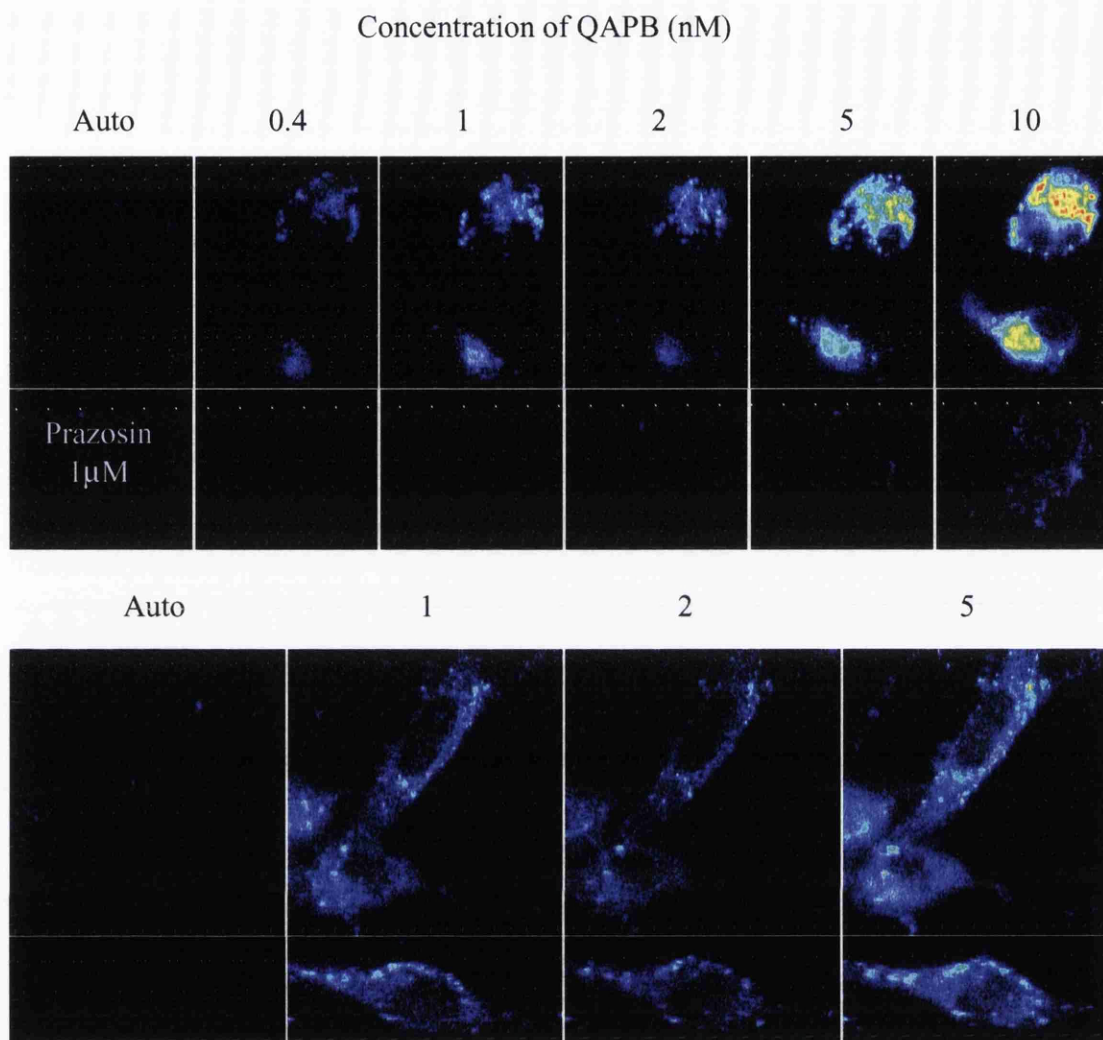 Concentration of QAPB (nM)
Auto 0.4 1 2 5 10
Prazosin
1μM
Auto 1 2 5